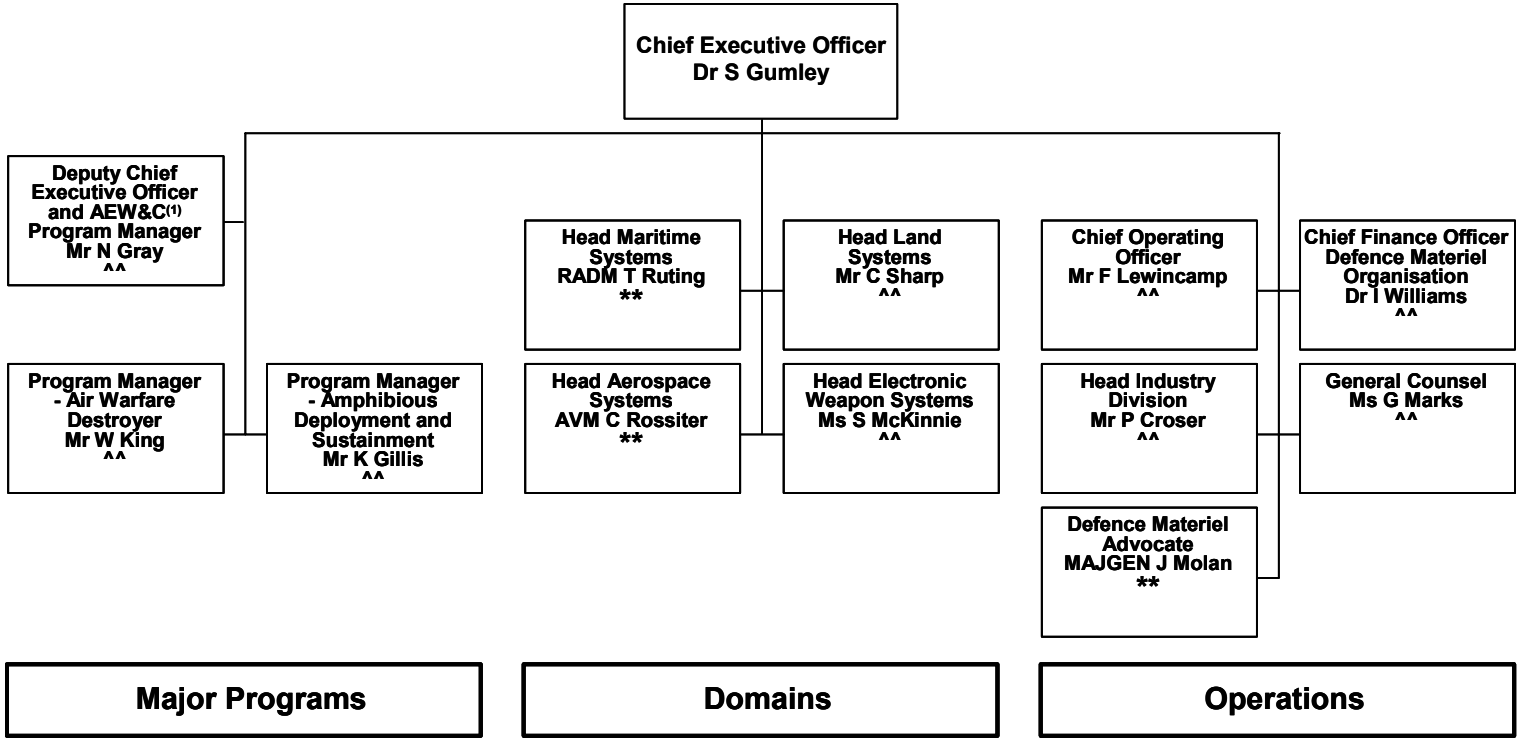 Chief Executive Officer
Dr S Gumley
Deputy Chief
Executive Officer
and AEW&C(1)
Program Manager
Mr N Gray
^^
Program Manager
- Air Warfare
Destroyer
Mr W King
^^
Program Manager
- Amphibious
Deployment and
Sustainment
Mr K Gillis
^^
Head Maritime
Systems
RADM T Ruting
**
Head Land
Systems
Mr C Sharp
^^
Head Aerospace
Systems
AVM C Rossiter
**
Head Electronic
Weapon Systems
Ms S McKinnie
^^
Chief Operating
Officer
Mr F Lewincamp
^^
Chief Finance Officer
Defence Materiel
Organisation
Dr I Williams
^^
Head Industry
Division
Mr P Croser
^^
General Counsel
Ms G Marks
^^
Defence Materiel
Advocate
MAJGEN J Molan
**
Major Programs
Domains
Operations